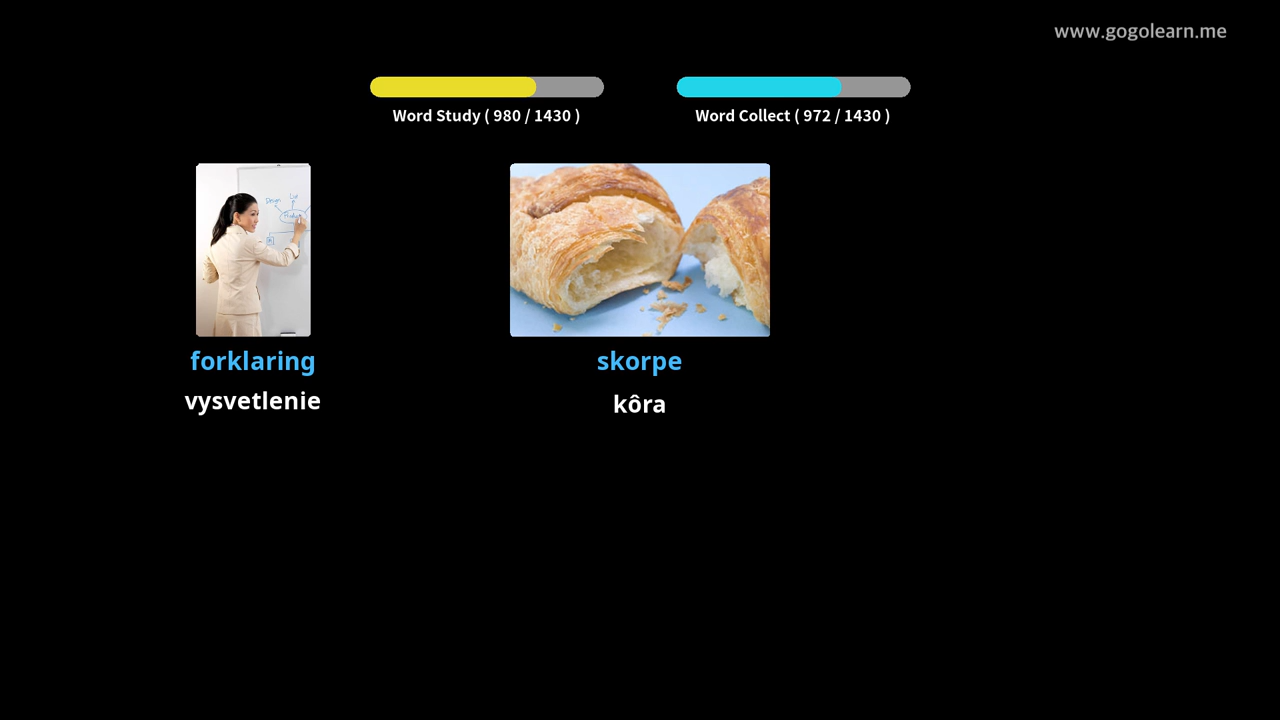 www.gogolearn.me
Word Study ( 980 / 1430 )
Word Collect ( 972 / 1430 )
forklaring
vysvetlenie
skorpe
kôra